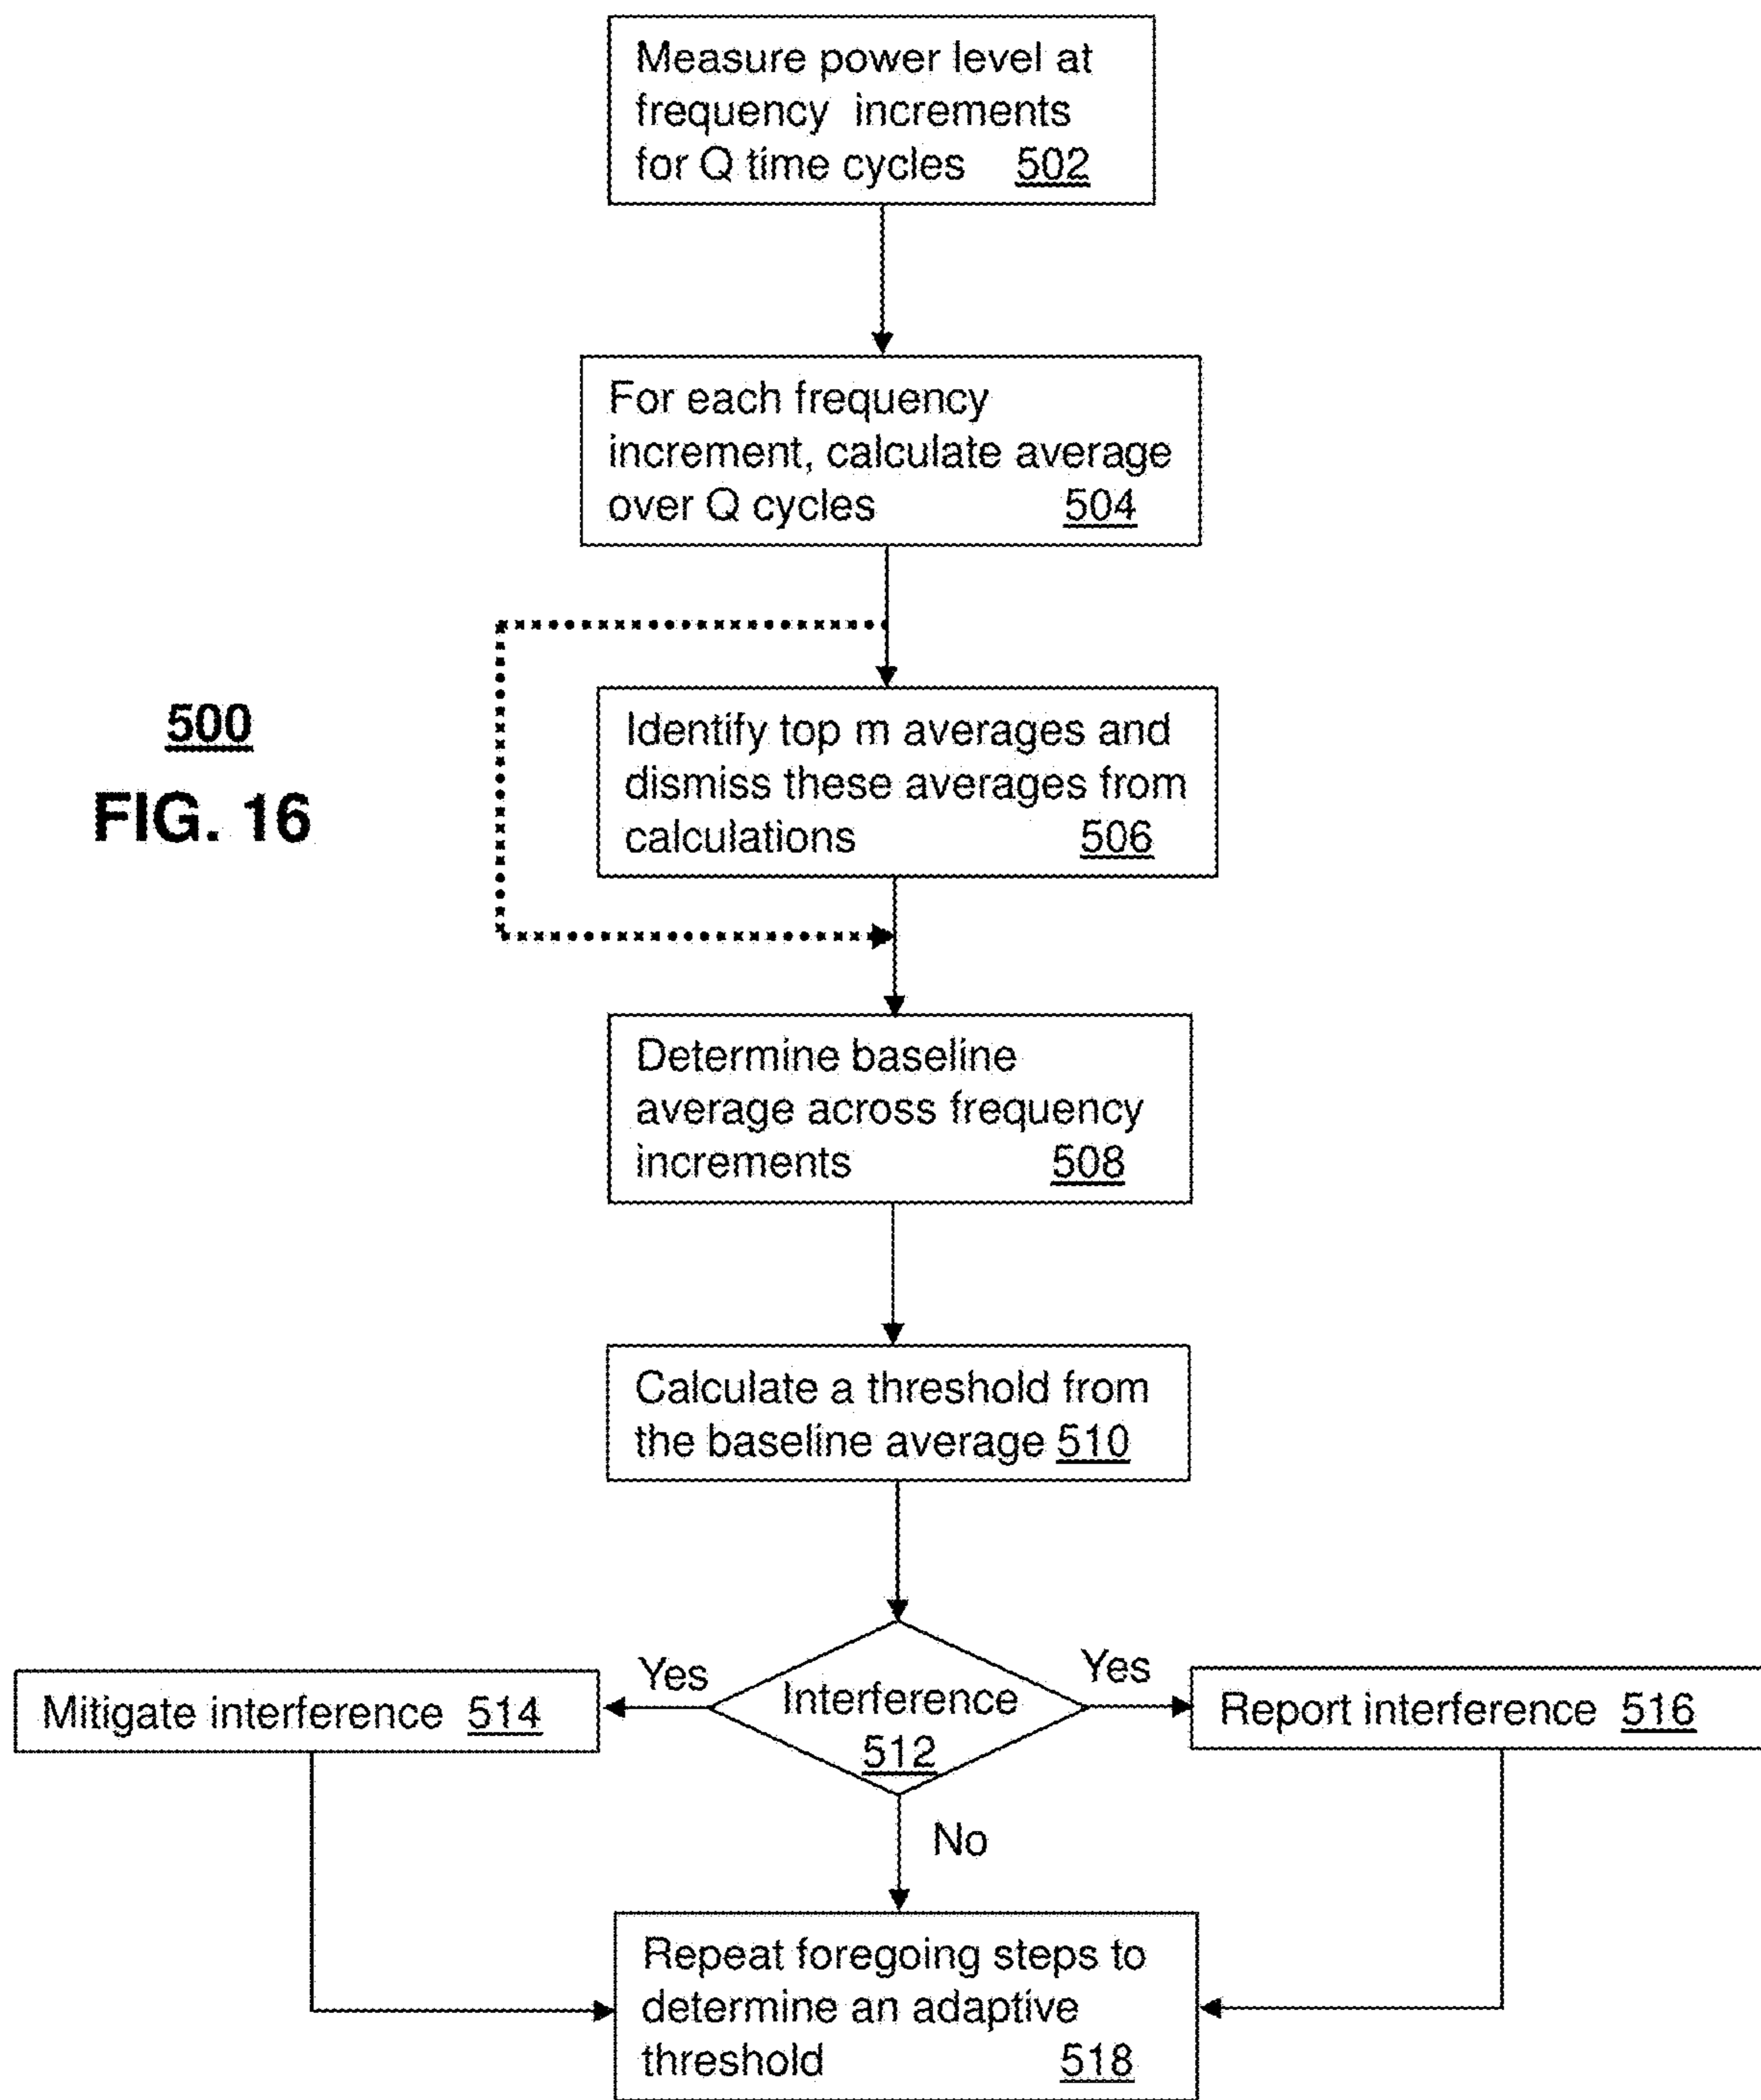 Measure power level at
frequency increments
for Q time cycles 502
For each frequency
increment, calculate average
over Q cycles 504
500
FIG. 16
Identify top m averages and
dismiss these averages from
calculations 506
Determine baseline
average across frequency
increments 508
Calculate a threshold from
the baseline average 510
Yes
Yes
Mitigate interference 514
Interference
512
Report interference 516
No
Repeat foregoing steps to
determine an adaptive
threshold 518